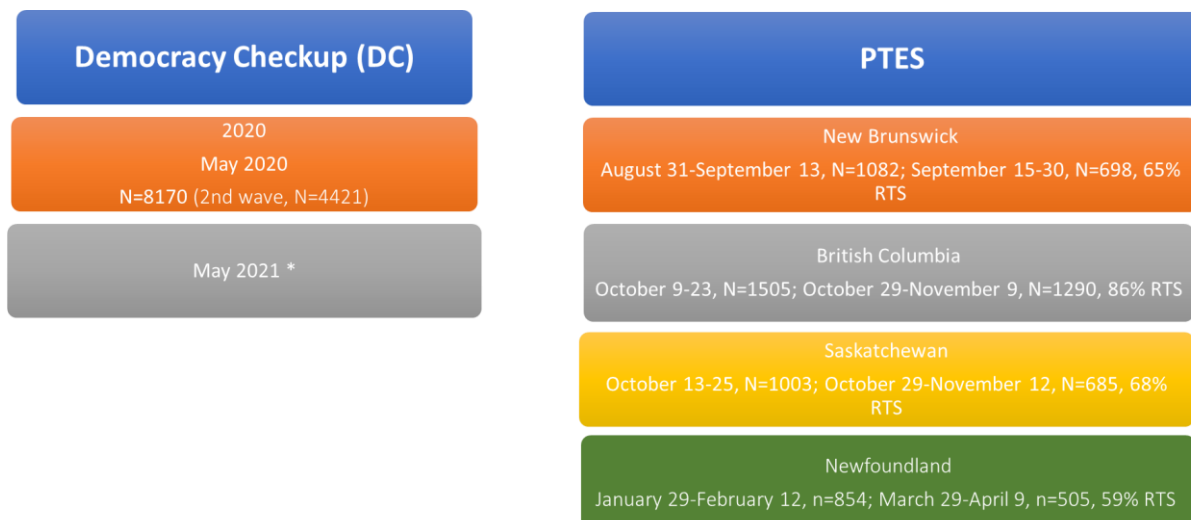 Democracy Checkup (DC)
2020
May 2020
N=8170 (2nd wave, N=4421)
May 2021 *
PTES
New Brunswick
August 31-September 13, N=1082; September 15-30, N=698, 65%
RTS
British Columbia
October 9-23, N=1505; October 29-November 9, N=1290, 86% RTS
Saskatchewan
October 13-25, N=1003; October 29-November 12, N=685, 68%
RTS
Newfoundland
January 29-February 12, n=854; March 29-April 9, n=505, 59% RTS